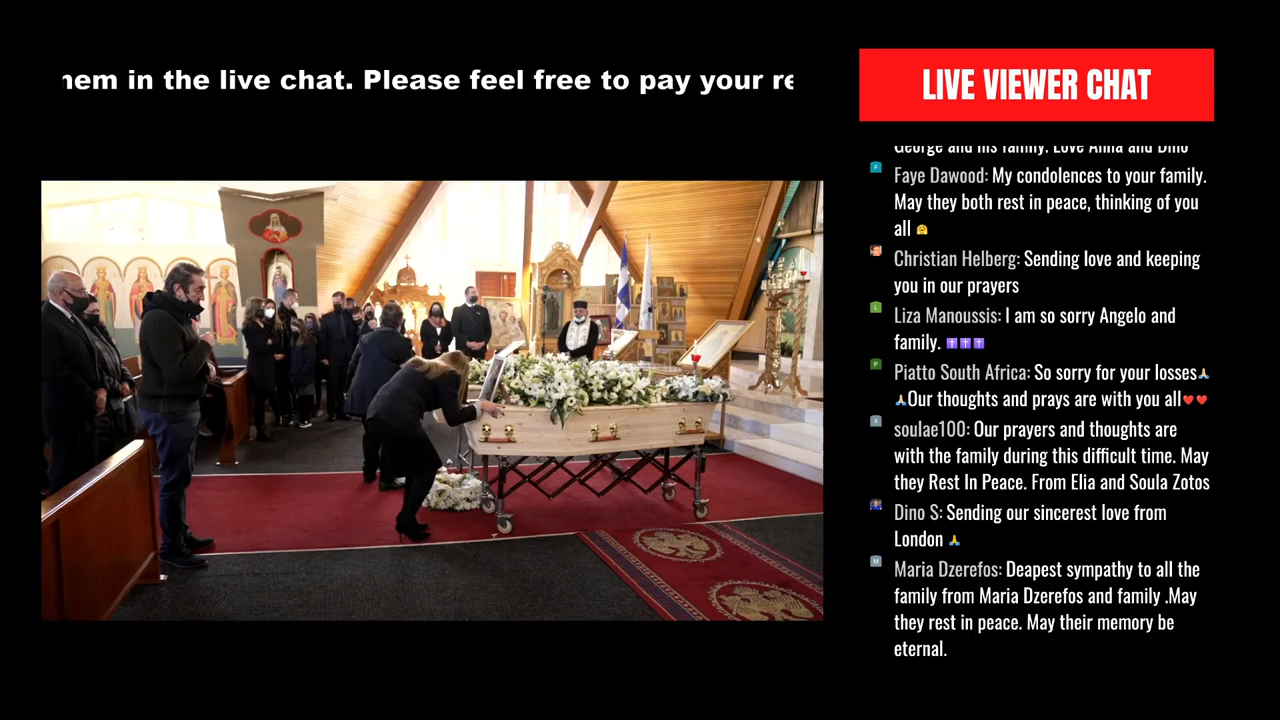 hem in the live chat. Please feel free to pay your re
LIVE VIEWER CHAT
George and his family. Love Anna and Dino
Faye Dawood: My condolences to your family.
May they both rest in peace, thinking of you
all 🤗
Christian Helberg: Sending love and keeping
you in our prayers
Liza Manoussis: I am so sorry Angelo and
family. ✝️✝️✝️
Piatto South Africa: So sorry for your losses🙏
🙏Our thoughts and prays are with you all❤️❤️
soulae100: Our prayers and thoughts are
with the family during this difficult time. May
they Rest In Peace. From Elia and Soula Zotos
Dino S: Sending our sincerest love from
London 🙏
Maria Dzerefos: Deapest sympathy to all the
family from Maria Dzerefos and family .May
they rest in peace. May their memory be
eternal.